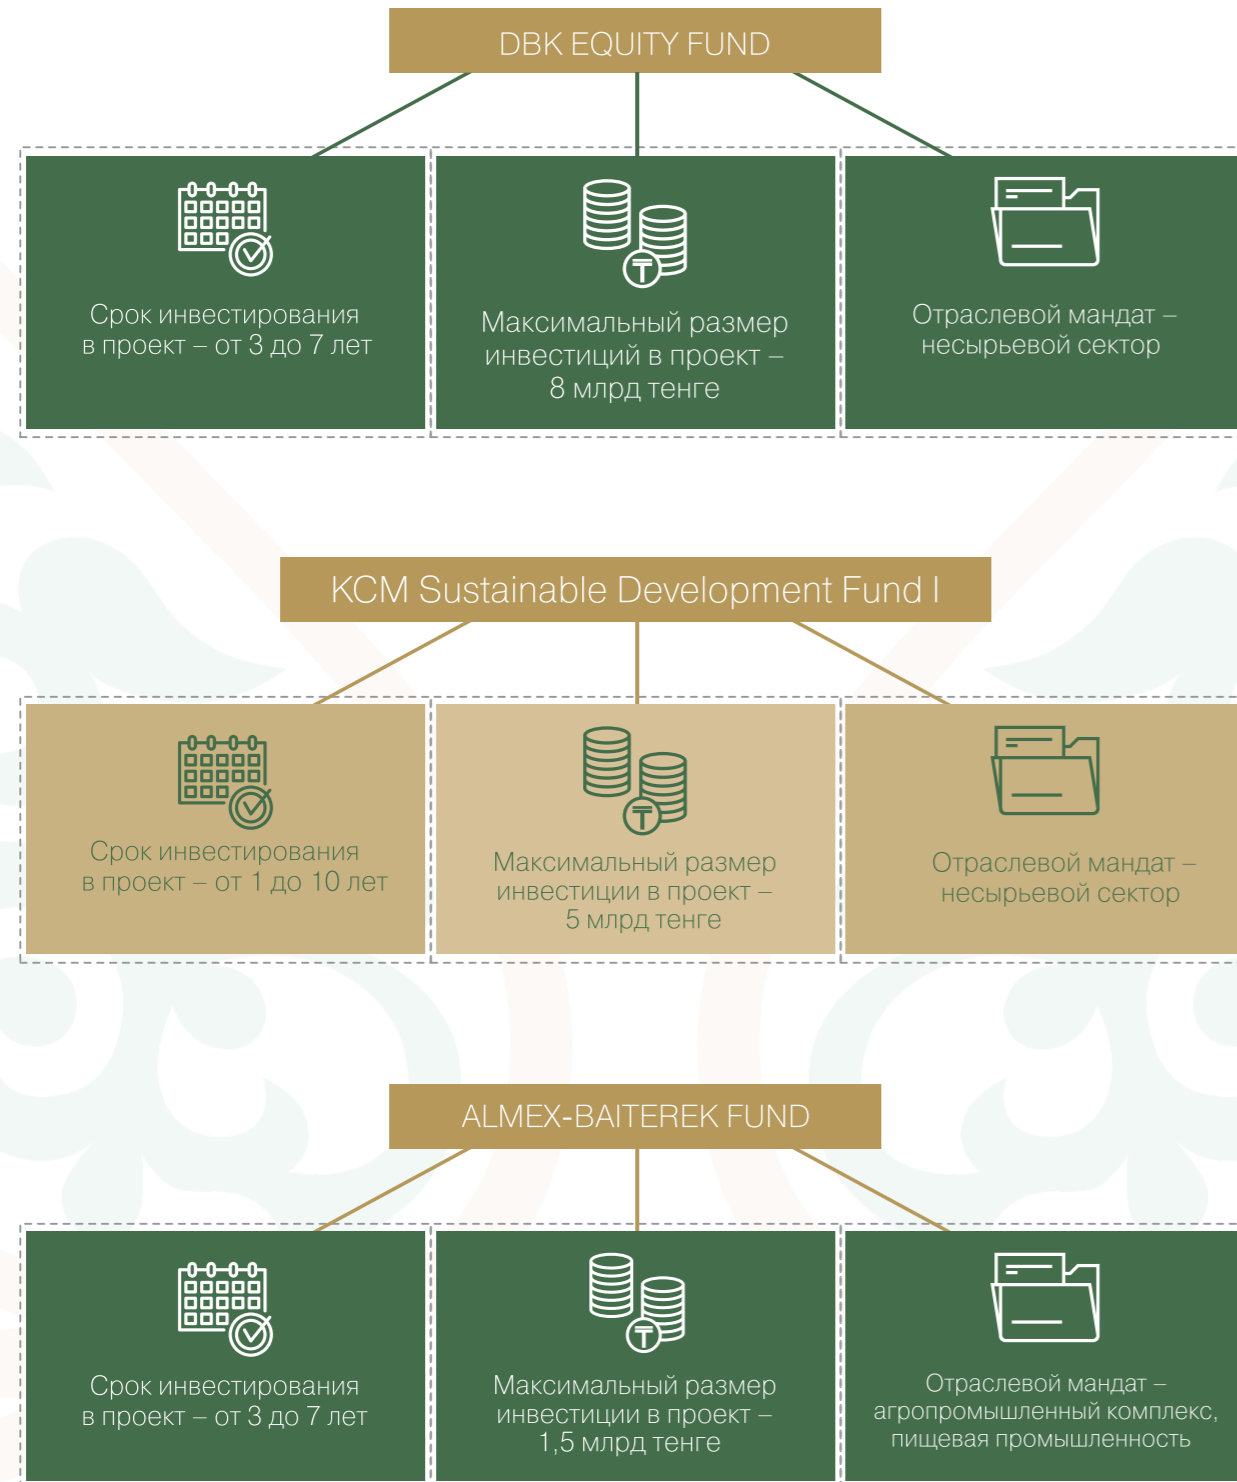 DBK EQUITY FUND
Срок инвестирования
в проект – от 3 до 7 лет
Максимальный размер
инвестиций в проект –
8 млрд тенге
Отраслевой мандат –
несырьевой сектор
KCM Sustainable Development Fund I
Срок инвестирования
в проект – от 1 до 10 лет
Максимальный размер
инвестиции в проект –
5 млрд тенге
Отраслевой мандат –
несырьевой сектор
ALMEX-BAITEREK FUND
Срок инвестирования
в проект – от 3 до 7 лет
Максимальный размер
инвестиции в проект –
1,5 млрд тенге
Отраслевой мандат –
агропромышленный комплекс,
пищевая промышленность